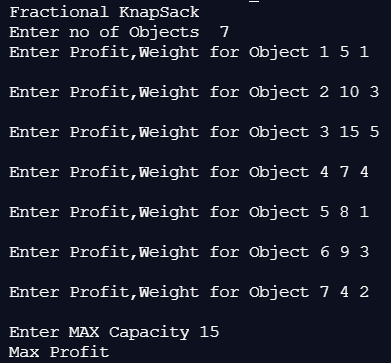 Fractional KnapSack
Enter no of Objects  7
Enter Profit,Weight for Object 1 5 1
Enter Profit,Weight for Object 2 10 3
Enter Profit,Weight for Object 3 15 5
Enter Profit,Weight for Object 4 7 4
Enter Profit,Weight for Object 5 8 1
Enter Profit,Weight for Object 6 9 3
Enter Profit,Weight for Object 7 4 2
Enter MAX Capacity 15
Max Profit